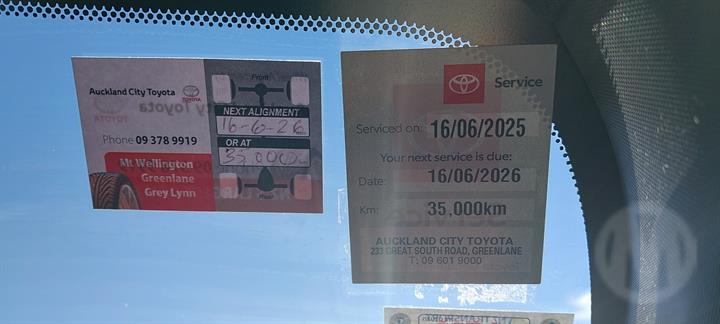 Auckland City Toyota
TOYOTA
Phone 09 378 9919
Mt Wellington
Greenlane
Grey Lynn
Front
NEXT ALIGNMENT
16-6-26
OR AT
35,000
TOYOTA
Service
Serviced on: 16/06/2025
Your next service is due:
Date: 16/06/2026
Km: 35,000km
AUCKLAND CITY TOYOTA
233 GREAT SOUTH ROAD, GREENLANE
T: 09 601 9000